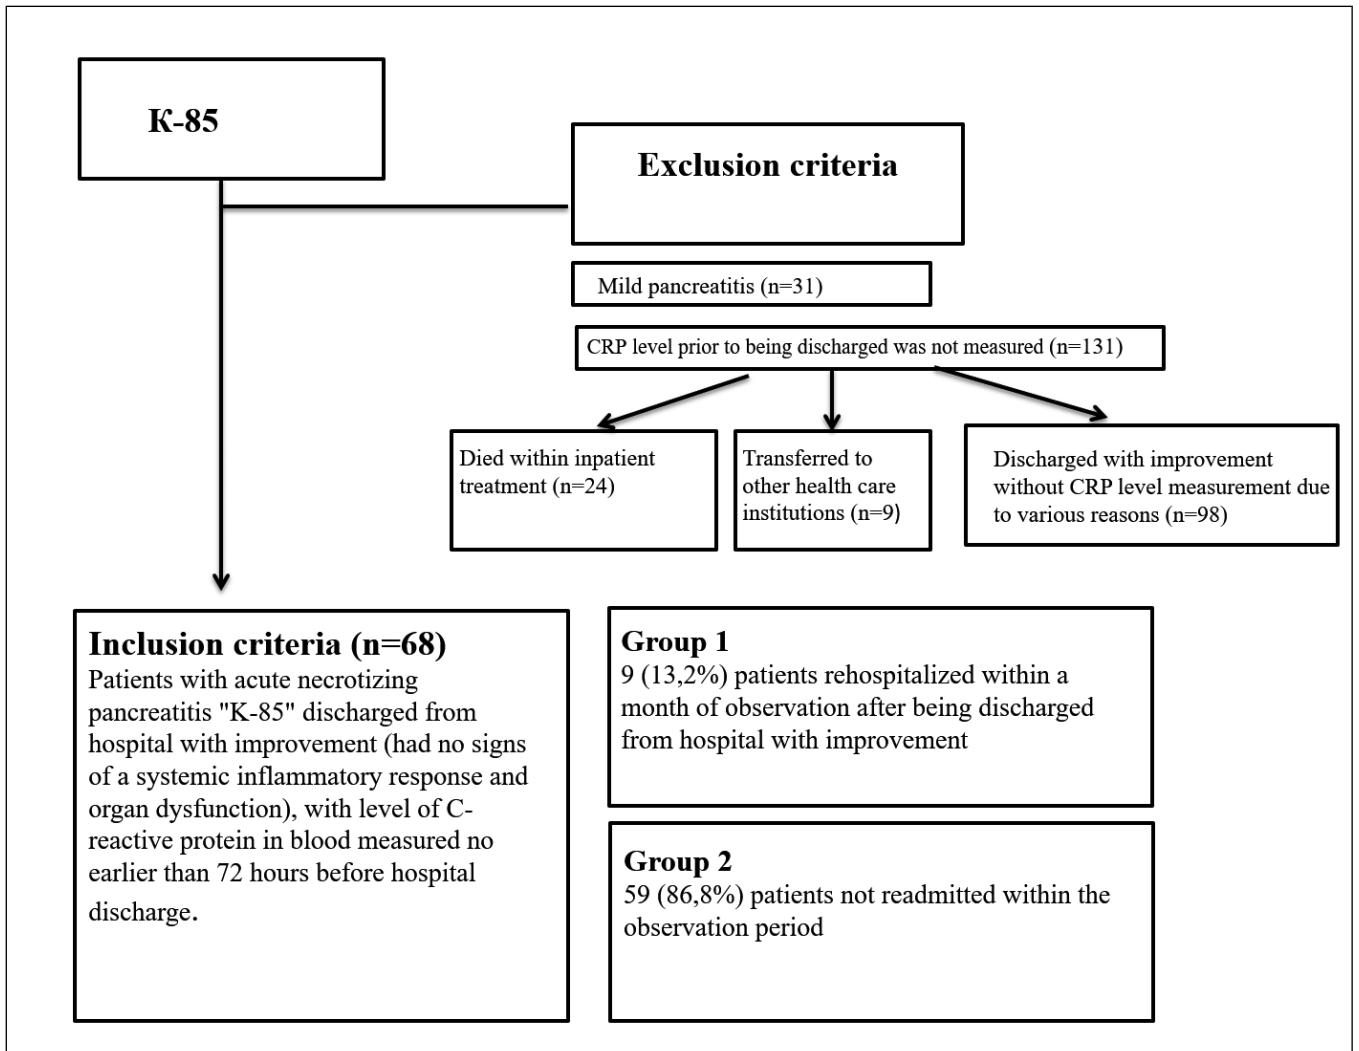 К-85
Exclusion criteria
Mild pancreatitis (n=31)
CRP level prior to being discharged was not measured (n=131)
Died within inpatient
treatment (n=24)
Transferred to
other health care
institutions (n=9)
Discharged with improvement
without CRP level measurement due
to various reasons (n=98)
Inclusion criteria (n=68)
Patients with acute necrotizing
pancreatitis "K-85" discharged from
hospital with improvement (had no signs
of a systemic inflammatory response and
organ dysfunction), with level of C-
reactive protein in blood measured no
earlier than 72 hours before hospital
discharge.
Group 1
9 (13,2%) patients rehospitalized within a
month of observation after being discharged
from hospital with improvement
Group 2
59 (86,8%) patients not readmitted within the
observation period